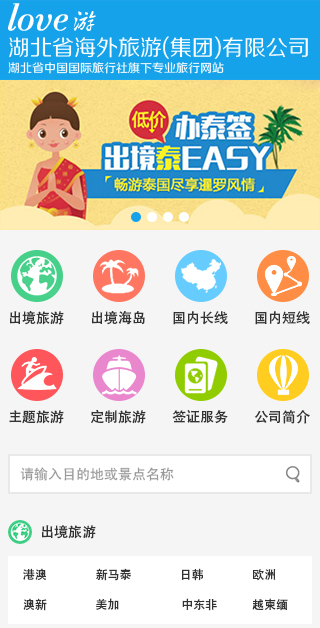 love 游
湖北省海外旅游(集团)有限公司
湖北省中国国际旅行社旗下专业旅行网站
低价 办泰签
出境泰EASY
畅游泰国尽享暹罗风情
出境旅游 出境海岛 国内长线 国内短线
主题旅游 定制旅游 签证服务 公司简介
请输入目的地或景点名称
出境旅游
港澳 新马泰 日韩 欧洲
澳新 美加 中东非 越柬缅